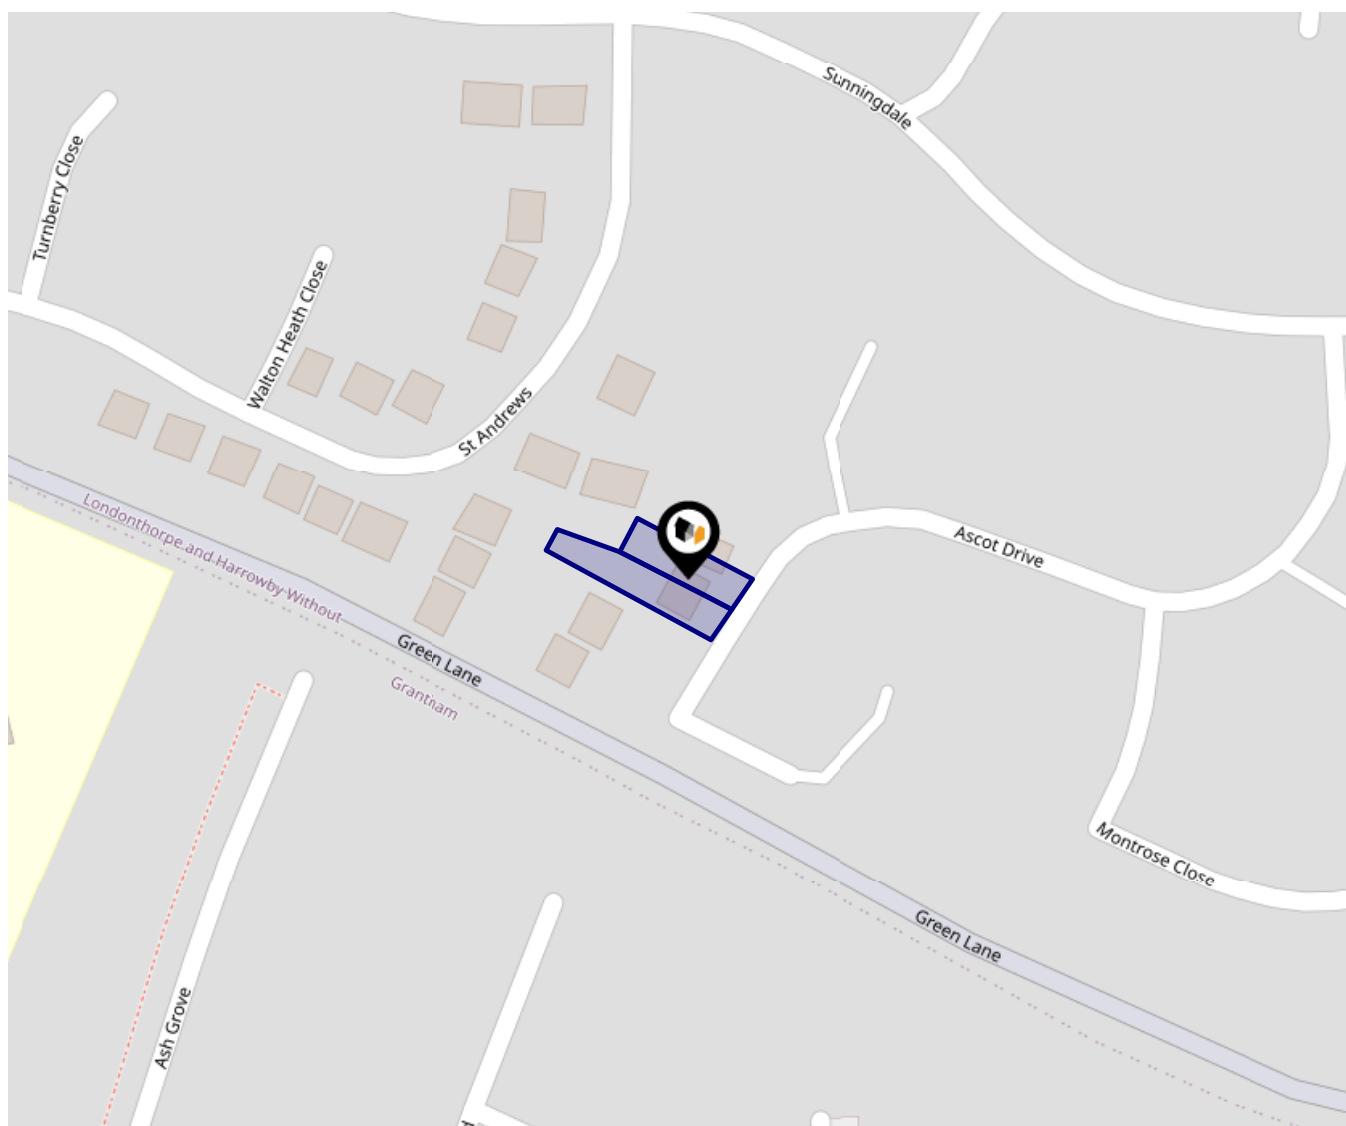 Sunningdale
Turnberry Close
Walton Heath Close
St Andrews
Londonthorpe and Harrowby Without
Ascot Drive
Green Lane
Grantham
Montrose Close
Green Lane
Ash Grove